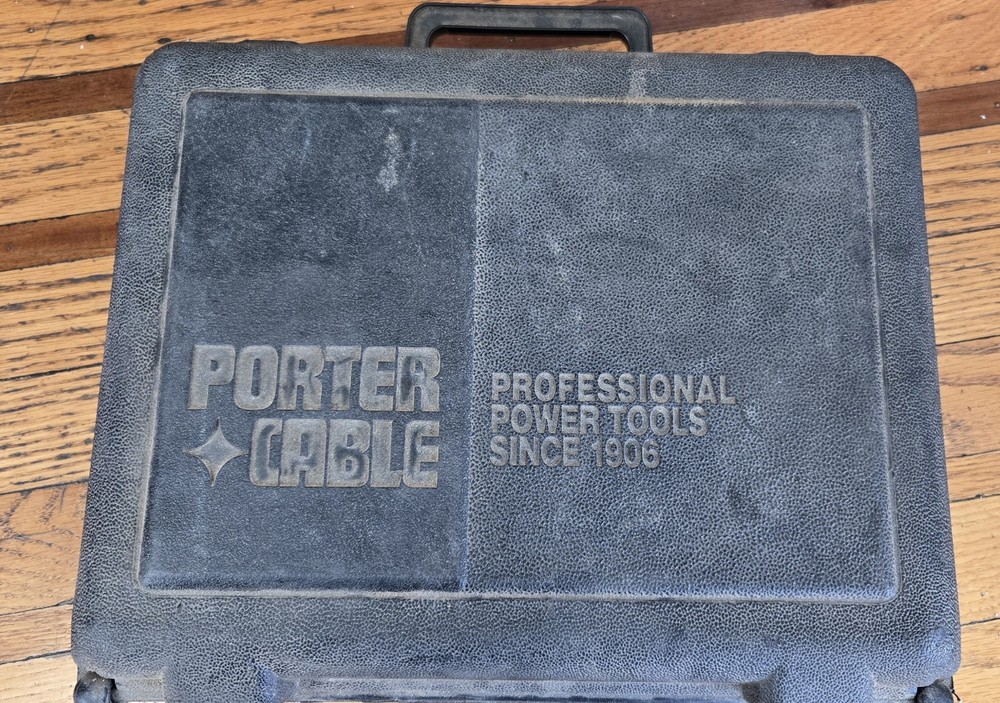 PORTER
CABLE
PROFESSIONAL
POWER TOOLS
SINCE 1906